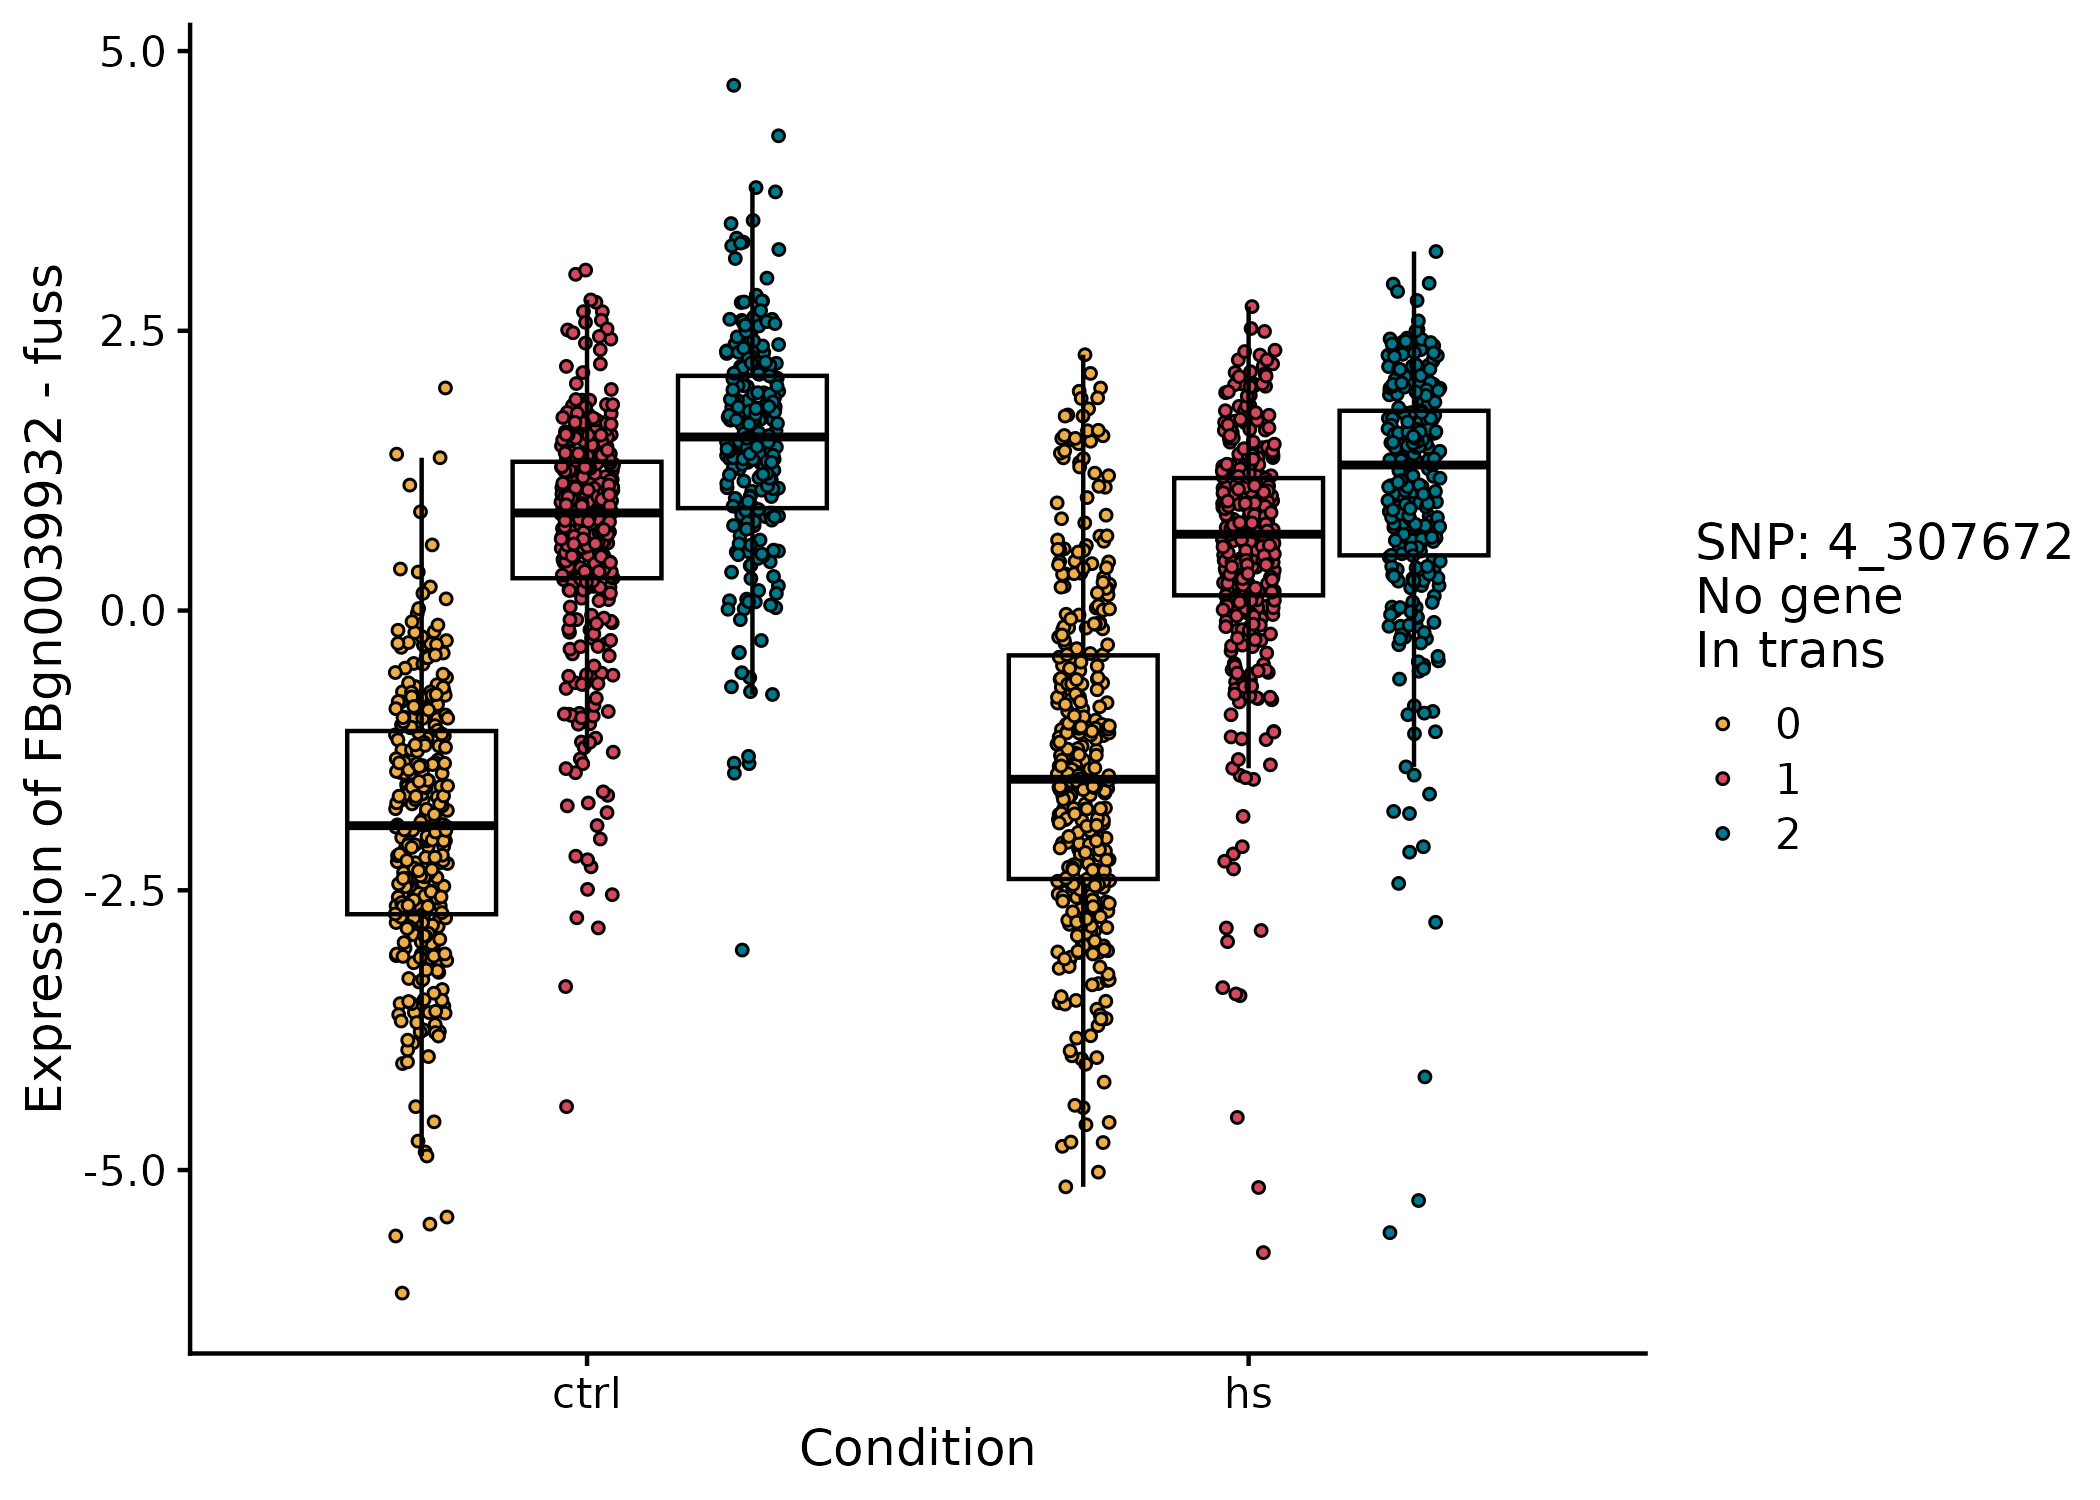 Expression of FBgn0039932 - fuss
5.0
2.5
0.0
-2.5
-5.0
ctrl
hs
Condition
SNP: 4_307672
No gene
In trans
0
1
2